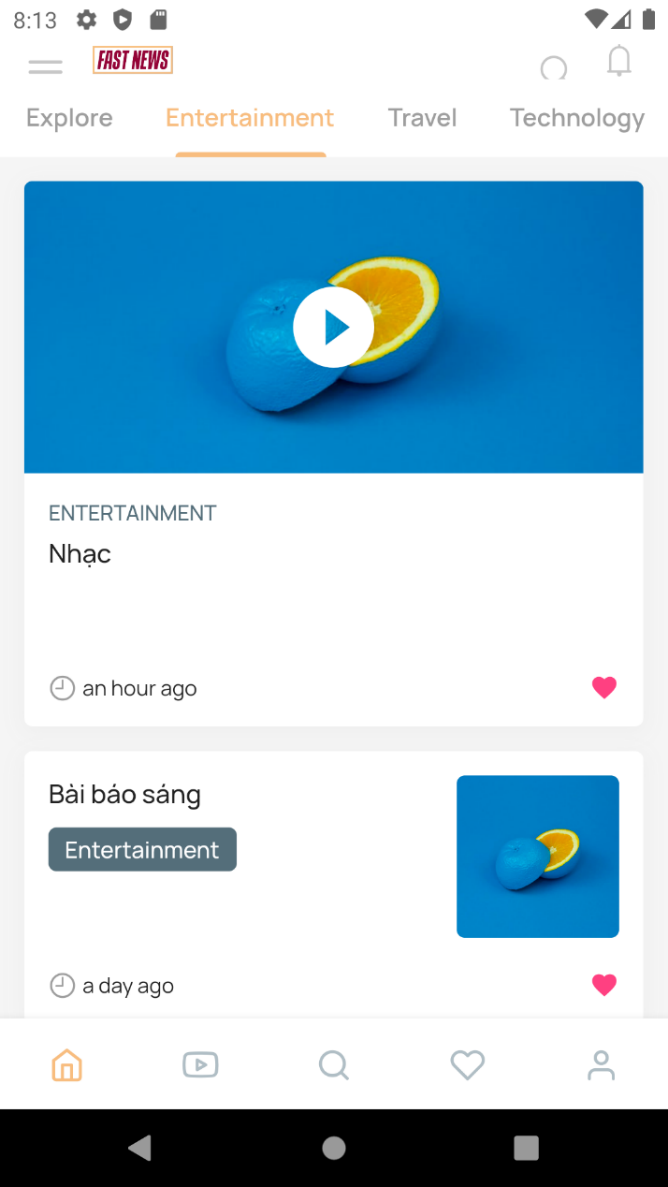 8:13
FAST NEWS
Explore Entertainment Travel Technology
ENTERTAINMENT
Nhạc
an hour ago
Bài báo sáng
Entertainment
a day ago